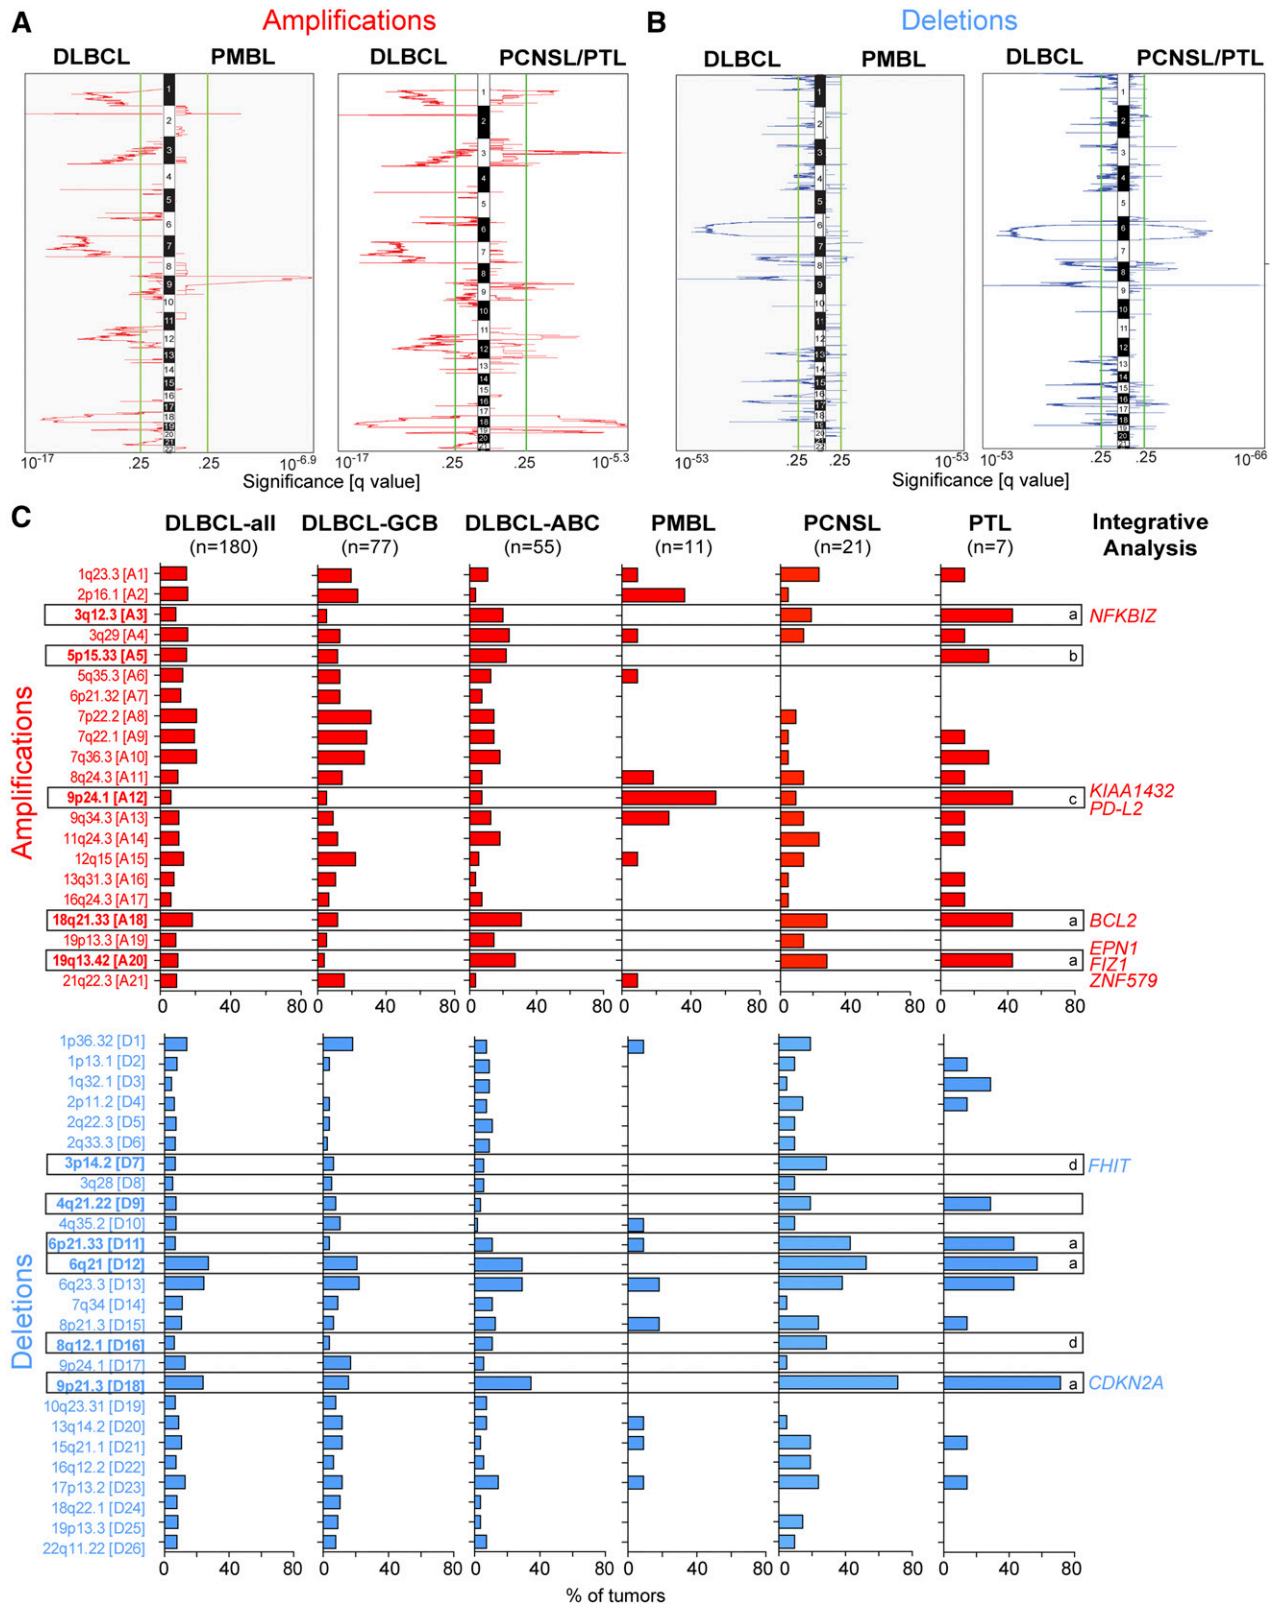 A
Amplifications
B
Deletions
DLBCL PMBL DLBCL PCNSL/PTL
DLBCL PMBL DLBCL PCNSL/PTL
10-17 .25 .25 10-6.9 10-17 .25 .25 10-5.3
Significance [q value]
10-53 .25 .25 10-53 10-53 .25 .25 10-66
Significance [q value]
C
DLBCL-all DLBCL-GCB DLBCL-ABC PMBL PCNSL PTL Integrative
(n=180) (n=77) (n=55) (n=11) (n=21) (n=7) Analysis
Amplifications
1q23.3 [A1]
2p16.1 [A2]
3q12.3 [A3] a NFKBIZ
3q29 [A4]
5p15.33 [A5] b
5q35.3 [A6]
6p21.32 [A7]
7p22.2 [A8]
7q22.1 [A9]
7q36.3 [A10]
8q24.3 [A11]
9p24.1 [A12] c KIAA1432
PD-L2
9q34.3 [A13]
11q24.3 [A14]
12q15 [A15]
13q31.3 [A16]
16q24.3 [A17]
18q21.33 [A18] a BCL2
19p13.3 [A19]
EPN1
19q13.42 [A20] a FIZ1
21q22.3 [A21] ZNF579
0 40 80 0 40 80 0 40 80 0 40 80 0 40 80 0 40 80
Deletions
1p36.32 [D1]
1p13.1 [D2]
1q32.1 [D3]
2p11.2 [D4]
2q22.3 [D5]
2q33.3 [D6]
3p14.2 [D7] d FHIT
3q28 [D8]
4q21.22 [D9]
4q35.2 [D10]
6p21.33 [D11] a
6q21 [D12] a
6q23.3 [D13]
7q34 [D14]
8p21.3 [D15]
8q12.1 [D16] d
9p24.1 [D17]
9p21.3 [D18] a CDKN2A
10q23.31 [D19]
13q14.2 [D20]
15q21.1 [D21]
16q12.2 [D22]
17p13.2 [D23]
18q22.1 [D24]
19p13.3 [D25]
22q11.22 [D26]
0 40 80 0 40 80 0 40 80 0 40 80 0 40 80 0 40 80
% of tumors